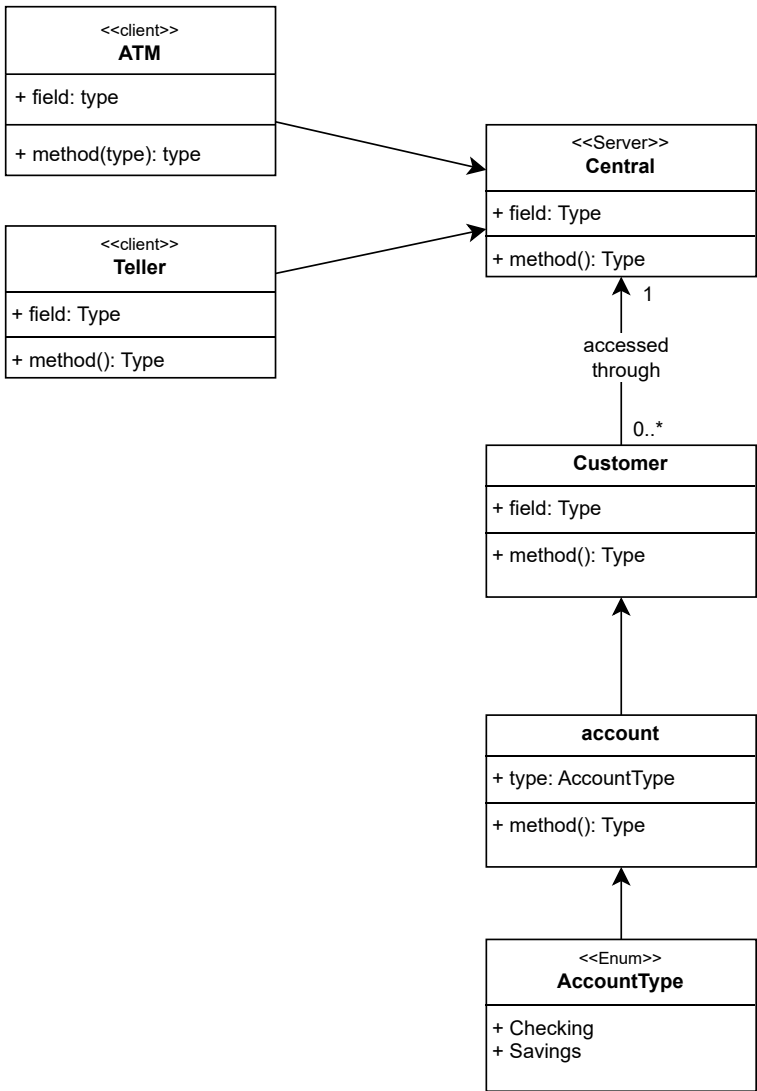 <<client>>
ATM
+ field: type
+ method(type): type
<<Server>>
Central
+ field: Type
+ method(): Type
<<client>>
Teller
+ field: Type
+ method(): Type
1
accessed
through
0..*
Customer
+ field: Type
+ method(): Type
account
+ type: AccountType
+ method(): Type
<<Enum>>
AccountType
+ Checking
+ Savings